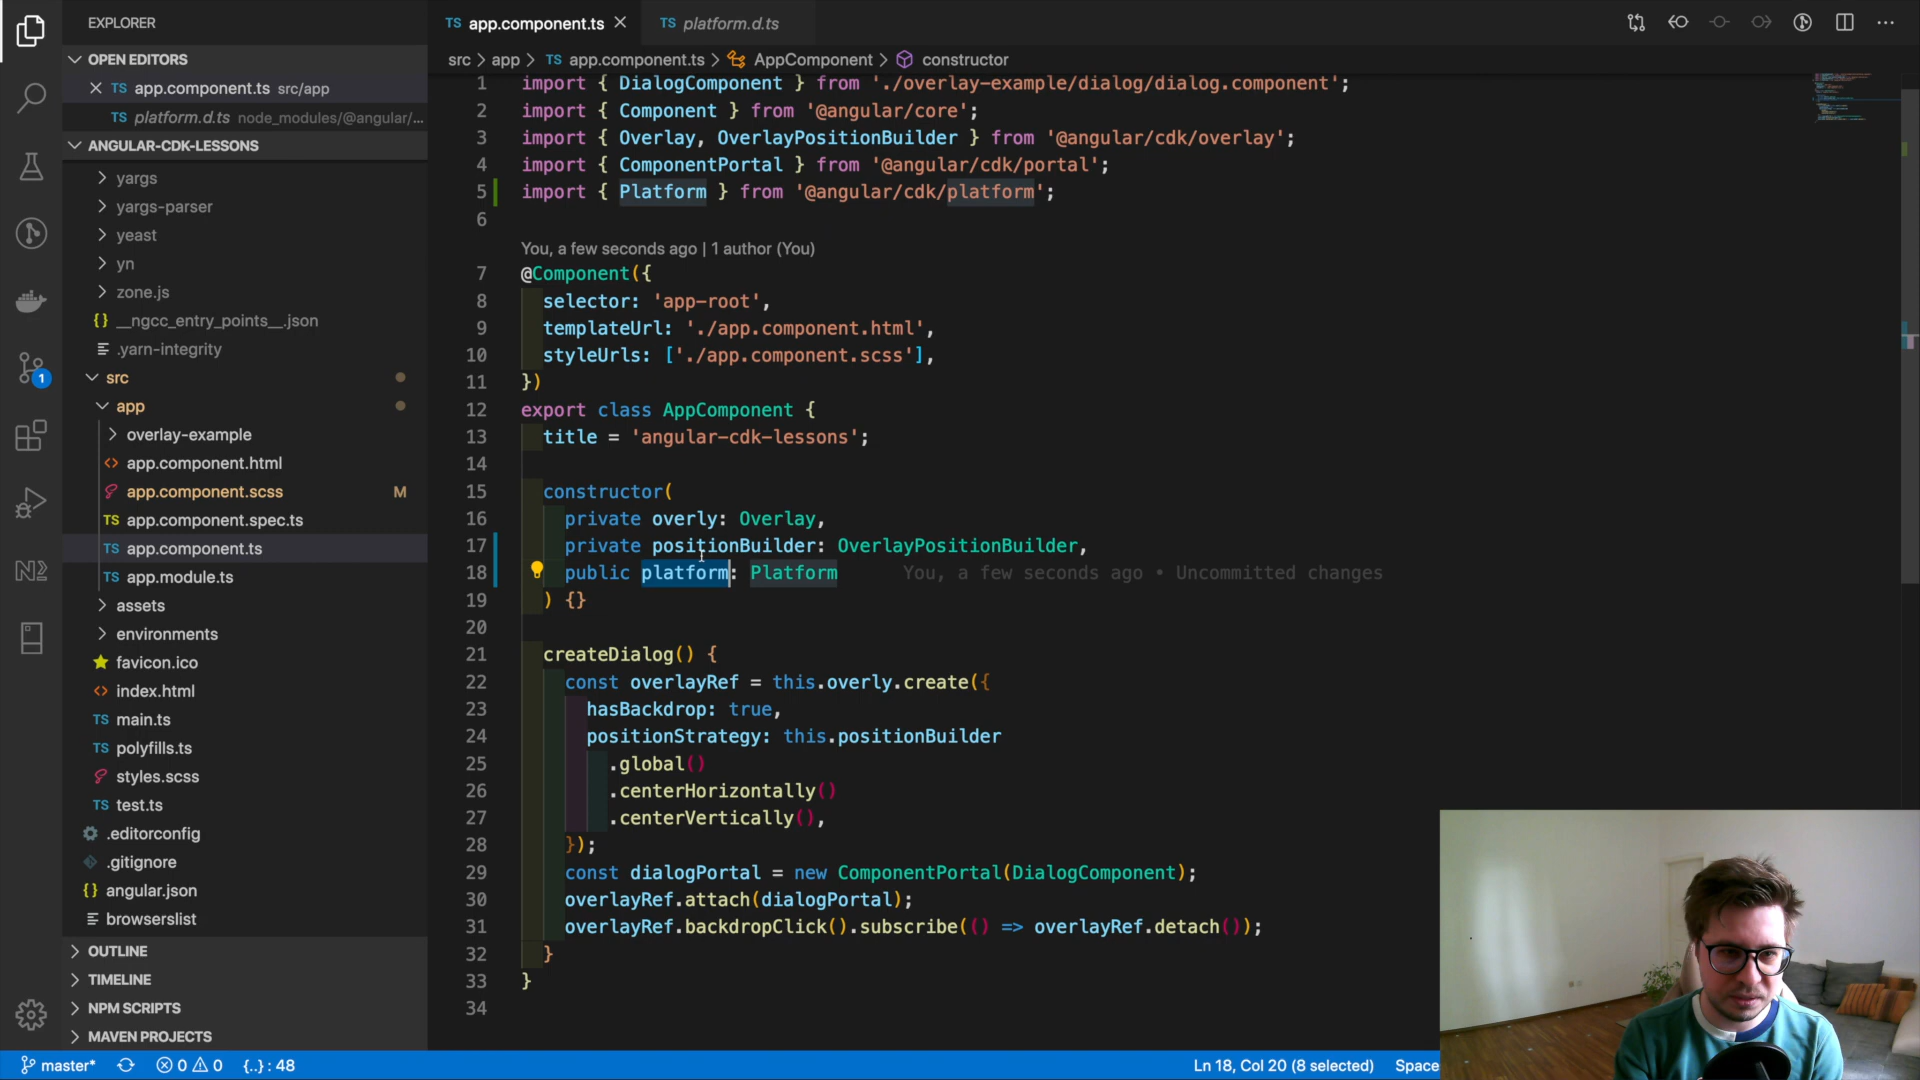 EXPLORER
OPEN EDITORS
TS app.component.ts src/app
TS platform.d.ts node_modules/@angular/...
ANGULAR-CDK-LESSONS
yargs
yargs-parser
yeast
yn
zone.js
{} __ngcc_entry_points__.json
.yarn-integrity
src
app
overlay-example
app.component.html
app.component.scss M
TS app.component.spec.ts
TS app.component.ts
TS app.module.ts
assets
environments
favicon.ico
index.html
TS main.ts
TS polyfills.ts
styles.scss
TS test.ts
.editorconfig
.gitignore
{} angular.json
browserslist
OUTLINE
TIMELINE
NPM SCRIPTS
MAVEN PROJECTS
1
TS app.component.ts
TS platform.d.ts
src > app > TS app.component.ts > AppComponent > constructor
1 import { DialogComponent } from './overlay-example/dialog/dialog.component';
2 import { Component } from '@angular/core';
3 import { Overlay, OverlayPositionBuilder } from '@angular/cdk/overlay';
4 import { ComponentPortal } from '@angular/cdk/portal';
5 import { Platform } from '@angular/cdk/platform';
6
You, a few seconds ago | 1 author (You)
7 @Component({
8 selector: 'app-root',
9 templateUrl: './app.component.html',
10 styleUrls: ['./app.component.scss'],
11 })
12 export class AppComponent {
13 title = 'angular-cdk-lessons';
14
15 constructor(
16 private overly: Overlay,
17 private positionBuilder: OverlayPositionBuilder,
18 public platform: Platform You, a few seconds ago • Uncommitted changes
19 ) {}
20
21 createDialog() {
22 const overlayRef = this.overly.create({
23 hasBackdrop: true,
24 positionStrategy: this.positionBuilder
25 .global()
26 .centerHorizontally()
27 .centerVertically(),
28 });
29 const dialogPortal = new ComponentPortal(DialogComponent);
30 overlayRef.attach(dialogPortal);
31 overlayRef.backdropClick().subscribe(() => overlayRef.detach());
32 }
33 }
34
master* 0 0 {..} : 48
Ln 18, Col 20 (8 selected) Space